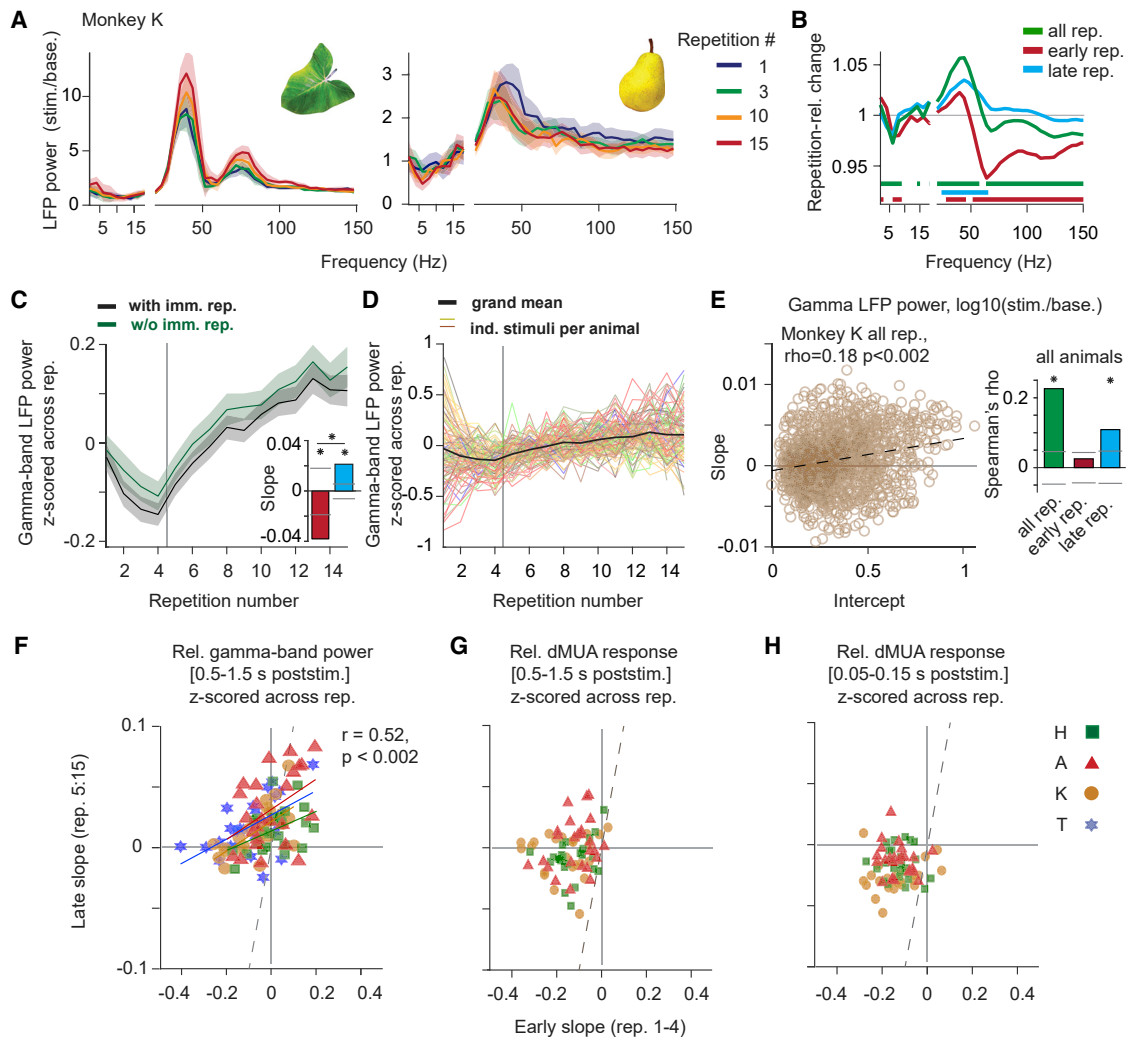 A
Monkey K
LFP power (stim./base.)
0
5
10
5
15
50
100
150
0
1
2
3
5
15
50
100
150
Frequency (Hz)
Repetition #
1
3
10
15
B
all rep.
early rep.
late rep.
Repetition-rel. change
1.05
1
0.95
5
15
50
100
150
Frequency (Hz)
C
with imm. rep.
w/o imm. rep.
Gamma-band LFP power
z-scored across rep.
0.2
0
-0.2
2
4
6
8
10
12
14
Repetition number
Slope
0.04
0
-0.04
*
*
*
D
grand mean
ind. stimuli per animal
Gamma-band LFP power
z-scored across rep.
1
0.5
0
-0.5
-1
2
4
6
8
10
12
14
Repetition number
E
Gamma LFP power, log10(stim./base.)
Monkey K all rep.,
rho=0.18 p<0.002
Slope
0.01
0
-0.01
0
0.5
1
Intercept
all animals
Spearman's rho
0.2
0
*
*
all rep.
early rep.
late rep.
F
Rel. gamma-band power
[0.5-1.5 s poststim.]
z-scored across rep.
r = 0.52,
p < 0.002
Late slope (rep. 5:15)
0.1
0
-0.1
-0.4
-0.2
0
0.2
0.4
G
Rel. dMUA response
[0.5-1.5 s poststim.]
z-scored across rep.
-0.4
-0.2
0
0.2
0.4
Early slope (rep. 1-4)
H
Rel. dMUA response
[0.05-0.15 s poststim.]
z-scored across rep.
-0.4
-0.2
0
0.2
0.4
H
A
K
T